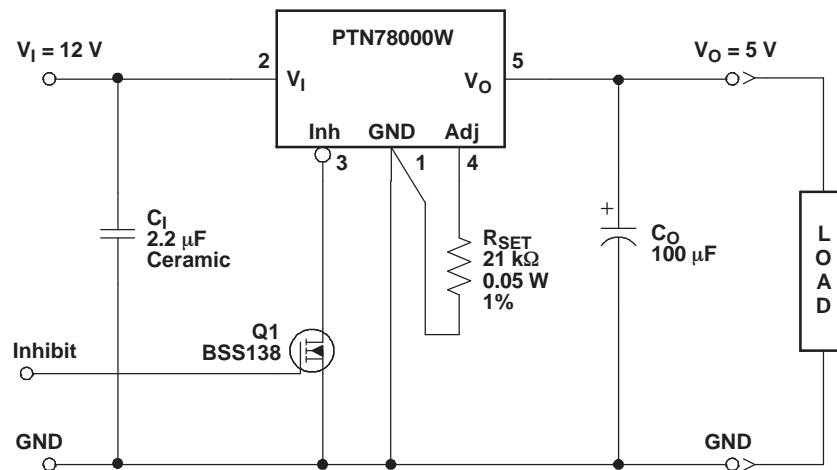 PTN78000W
V_I = 12 V
2
V_I
V_O
5
V_O = 5 V
Inh
GND
Adj
3
1
4
C_I
2.2 μF
Ceramic
R_SET
21 kΩ
0.05 W
1%
+
C_O
100 μF
L
O
A
D
Q1
BSS138
Inhibit
GND
GND